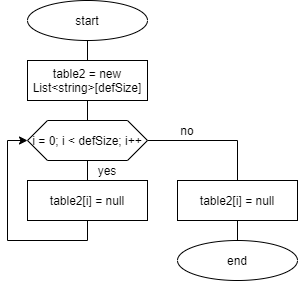 start
table2 = new
List<string>[defSize]
i = 0; i < defSize; i++
no
yes
table2[i] = null
table2[i] = null
end